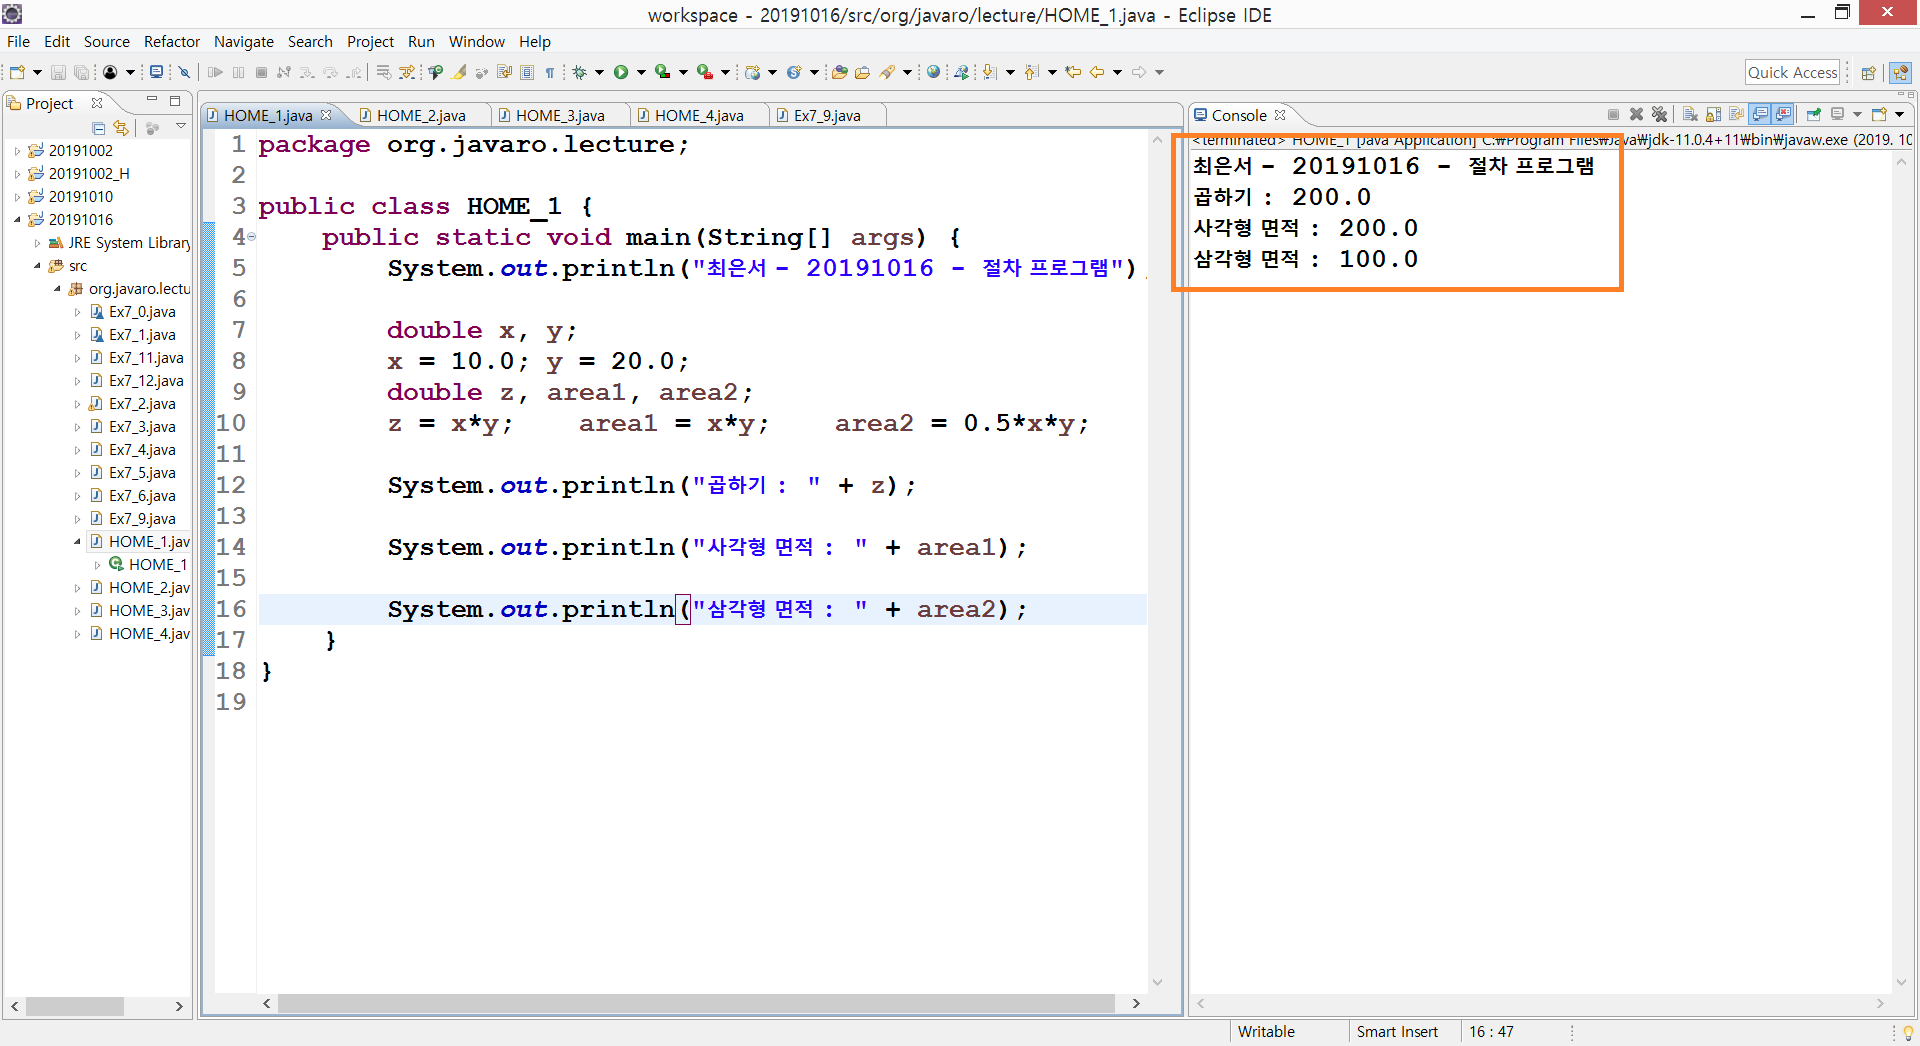 workspace - 20191016/src/org/javaro/lecture/HOME_1.java - Eclipse IDE
File Edit Source Refactor Navigate Search Project Run Window Help
Quick Access
Project
20191002
20191002_H
20191010
20191016
JRE System Library
src
org.javaro.lectu
Ex7_0.java
Ex7_1.java
Ex7_11.java
Ex7_12.java
Ex7_2.java
Ex7_3.java
Ex7_4.java
Ex7_5.java
Ex7_6.java
Ex7_9.java
HOME_1.jav
HOME_1
HOME_2.jav
HOME_3.jav
HOME_4.jav
HOME_1.java HOME_2.java HOME_3.java HOME_4.java Ex7_9.java
1 package org.javaro.lecture;
2
3 public class HOME_1 {
4 public static void main(String[] args) {
5 System.out.println("최은서 - 20191016 - 절차 프로그램")
6
7 double x, y;
8 x = 10.0; y = 20.0;
9 double z, area1, area2;
10 z = x*y; area1 = x*y; area2 = 0.5*x*y;
11
12 System.out.println("곱하기 : " + z);
13
14 System.out.println("사각형 면적 : " + area1);
15
16 System.out.println("삼각형 면적 : " + area2);
17 }
18 }
19
Console
<terminated> HOME_1 [Java Application] C:₩Program Files₩Java₩jdk-11.0.4+11₩bin₩javaw.exe (2019. 10
최은서 - 20191016 - 절차 프로그램
곱하기 : 200.0
사각형 면적 : 200.0
삼각형 면적 : 100.0
Writable Smart Insert 16 : 47